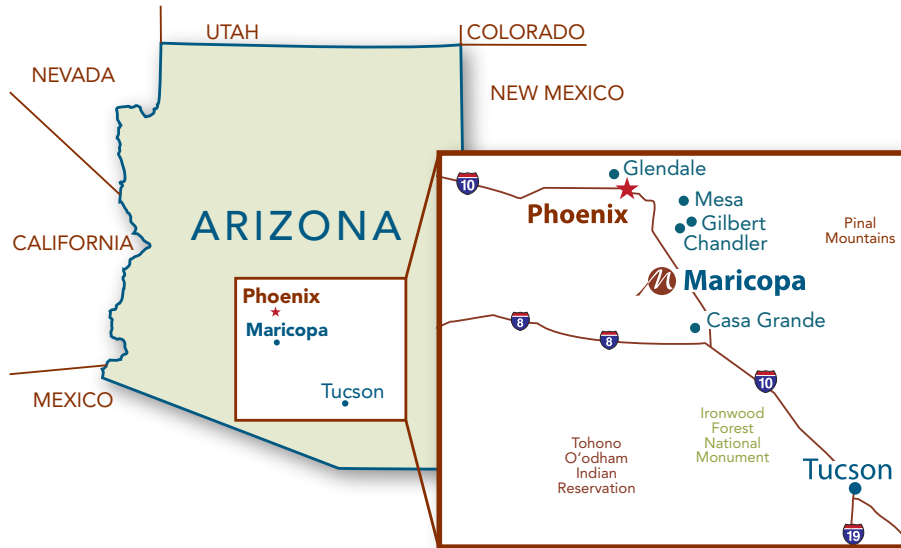 UTAH
COLORADO
NEVADA
NEW MEXICO
ARIZONA
CALIFORNIA
MEXICO
Phoenix
Maricopa
Tucson
10
Glendale
Phoenix
Mesa
Gilbert
Chandler
Pinal
Mountains
M
Maricopa
8
8
Casa Grande
10
Ironwood
Forest
National
Monument
Tohono
O'odham
Indian
Reservation
Tucson
19